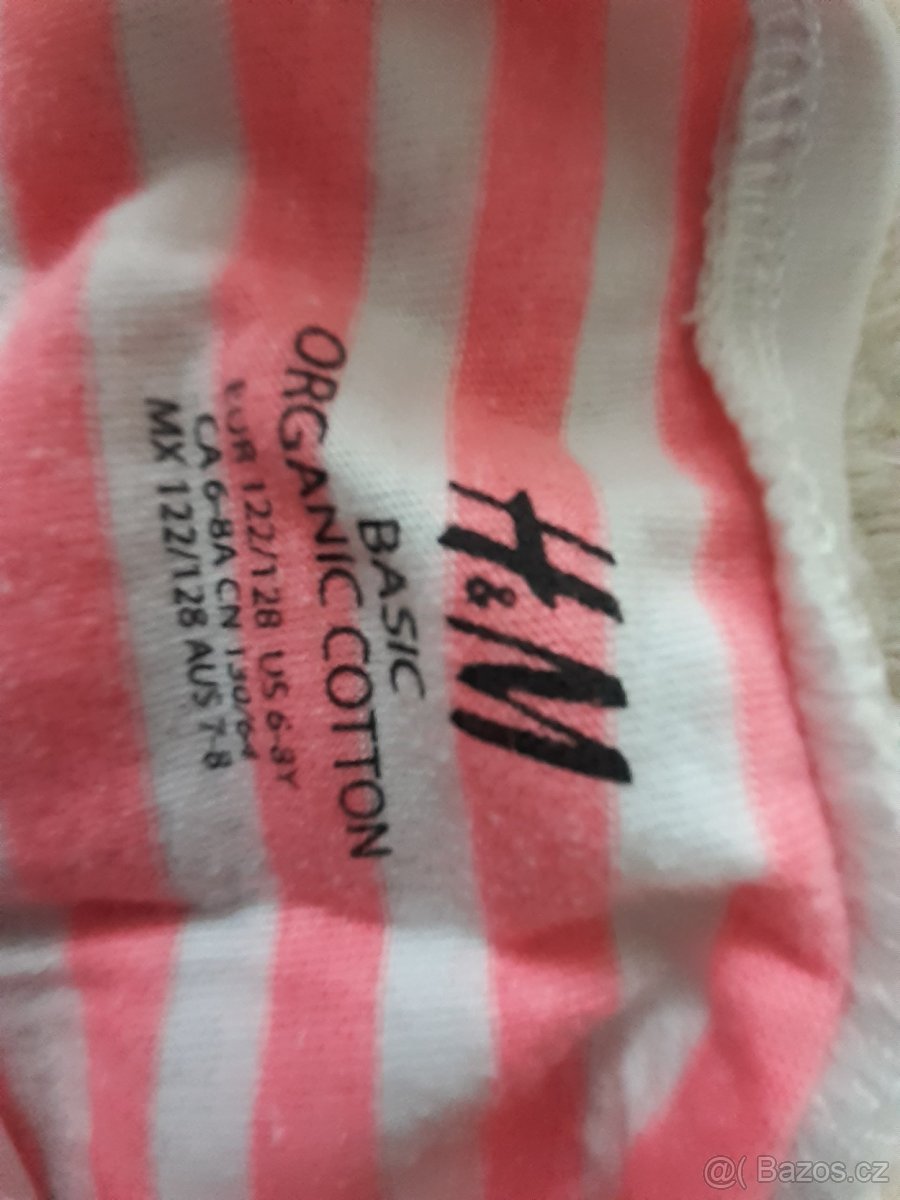 H&M
BASIC
ORGANIC COTTON
EUR 122/128 US 6-8Y
CA 6-8A CN 130/64
MX 122/128 AUS 7-8
@( Bazos.cz